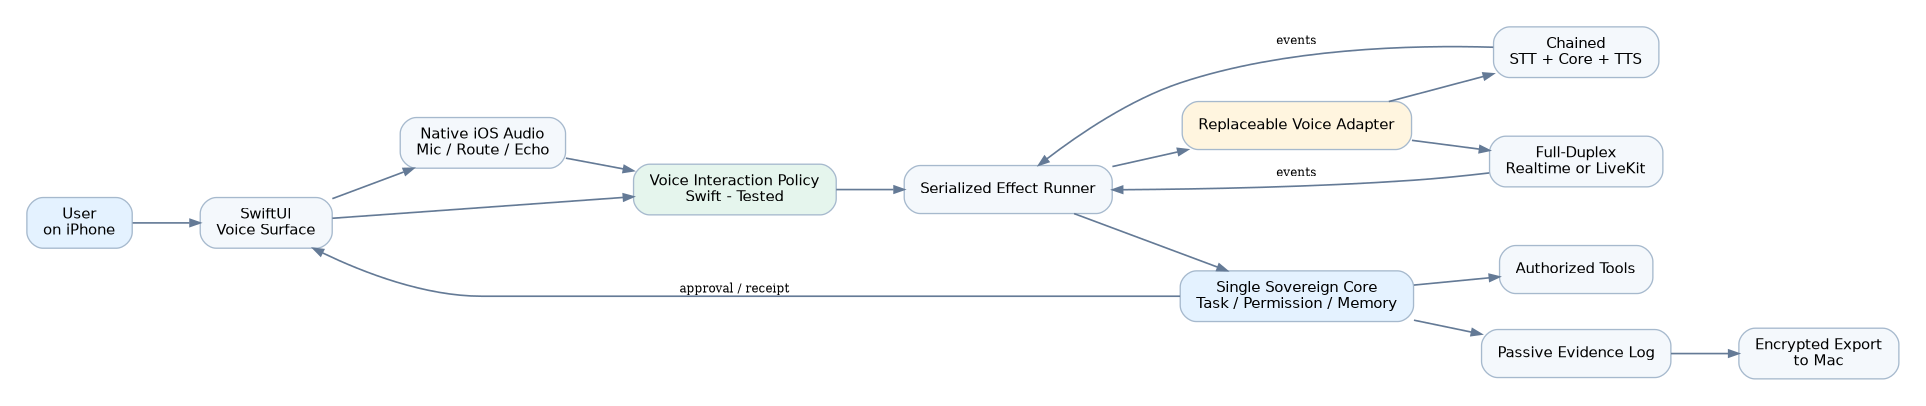 User
on iPhone
SwiftUI
Voice Surface
Native iOS Audio
Mic / Route / Echo
Voice Interaction Policy
Swift - Tested
Serialized Effect Runner
events
Replaceable Voice Adapter
Chained
STT + Core + TTS
Full-Duplex
Realtime or LiveKit
events
approval / receipt
Single Sovereign Core
Task / Permission / Memory
Authorized Tools
Passive Evidence Log
Encrypted Export
to Mac